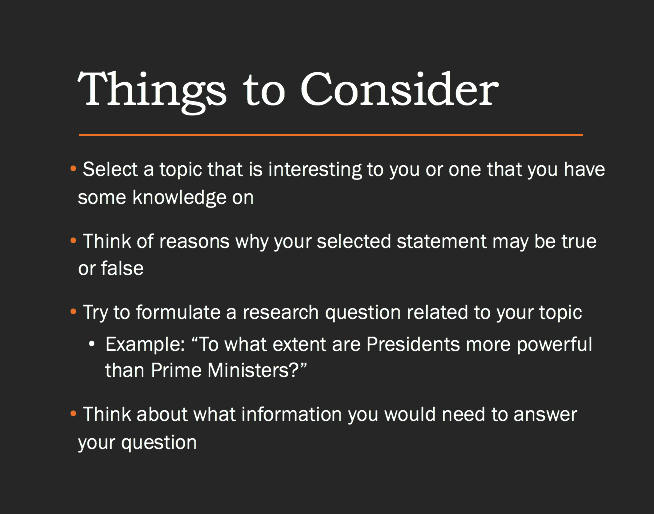 Things to Consider
• Select a topic that is interesting to you or one that you have
some knowledge on
• Think of reasons why your selected statement may be true
or false
• Try to formulate a research question related to your topic
• Example: “To what extent are Presidents more powerful
than Prime Ministers?”
• Think about what information you would need to answer
your question